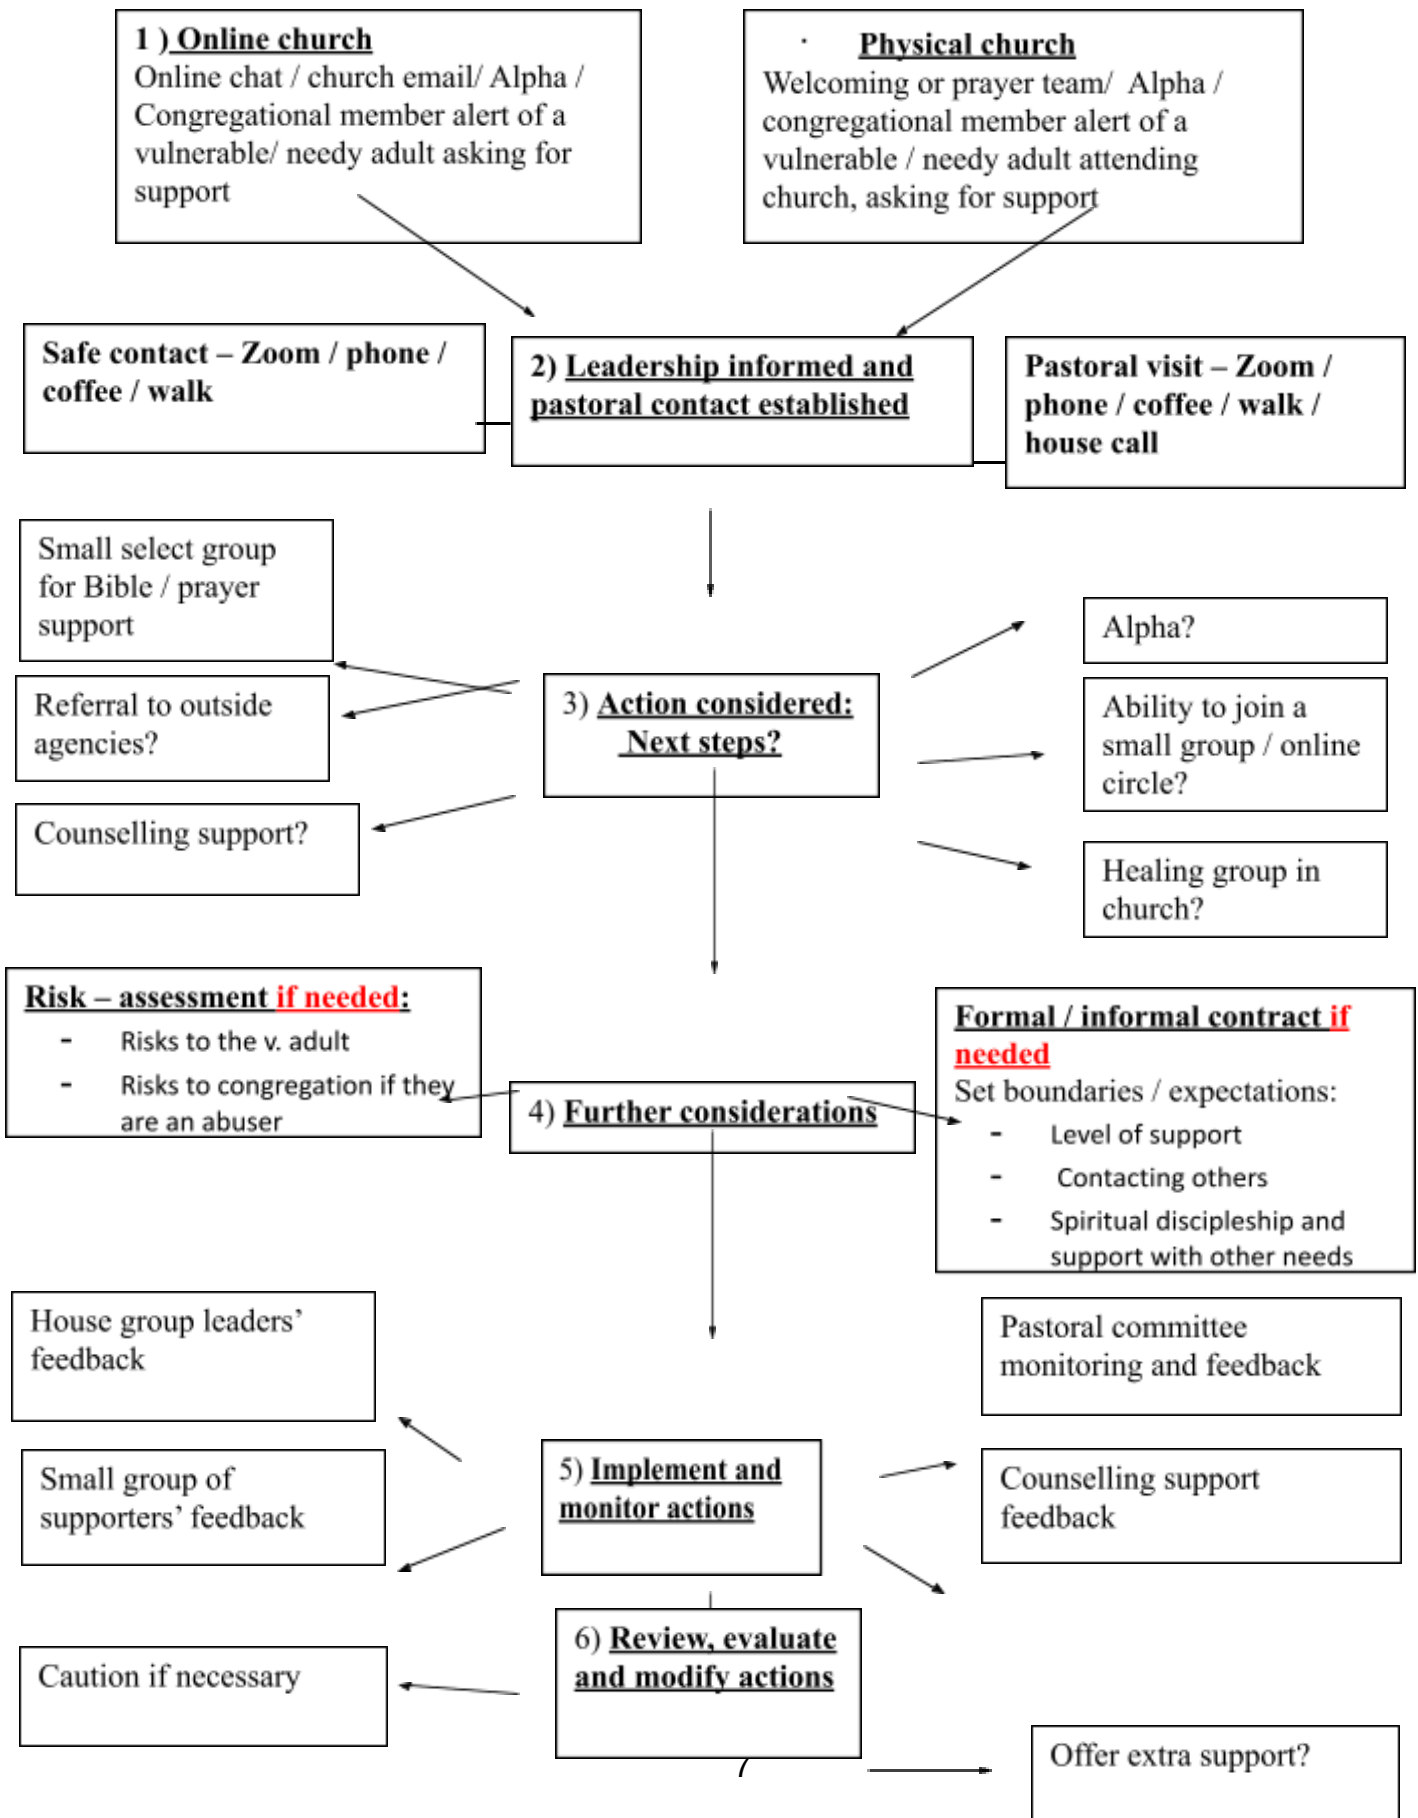 1 ) Online church
Online chat / church email/ Alpha /
Congregational member alert of a
vulnerable/ needy adult asking for
support
· Physical church
Welcoming or prayer team/ Alpha /
congregational member alert of a
vulnerable / needy adult attending
church, asking for support
Safe contact – Zoom / phone /
coffee / walk
2) Leadership informed and
pastoral contact established
Pastoral visit – Zoom /
phone / coffee / walk /
house call
Small select group
for Bible / prayer
support
Referral to outside
agencies?
Counselling support?
3) Action considered:
Next steps?
Alpha?
Ability to join a
small group / online
circle?
Healing group in
church?
Risk – assessment if needed:
- Risks to the v. adult
- Risks to congregation if they
are an abuser
4) Further considerations
Formal / informal contract if
needed
Set boundaries / expectations:
- Level of support
- Contacting others
- Spiritual discipleship and
support with other needs
House group leaders’
feedback
Small group of
supporters’ feedback
5) Implement and
monitor actions
Pastoral committee
monitoring and feedback
Counselling support
feedback
Caution if necessary
6) Review, evaluate
and modify actions
Offer extra support?